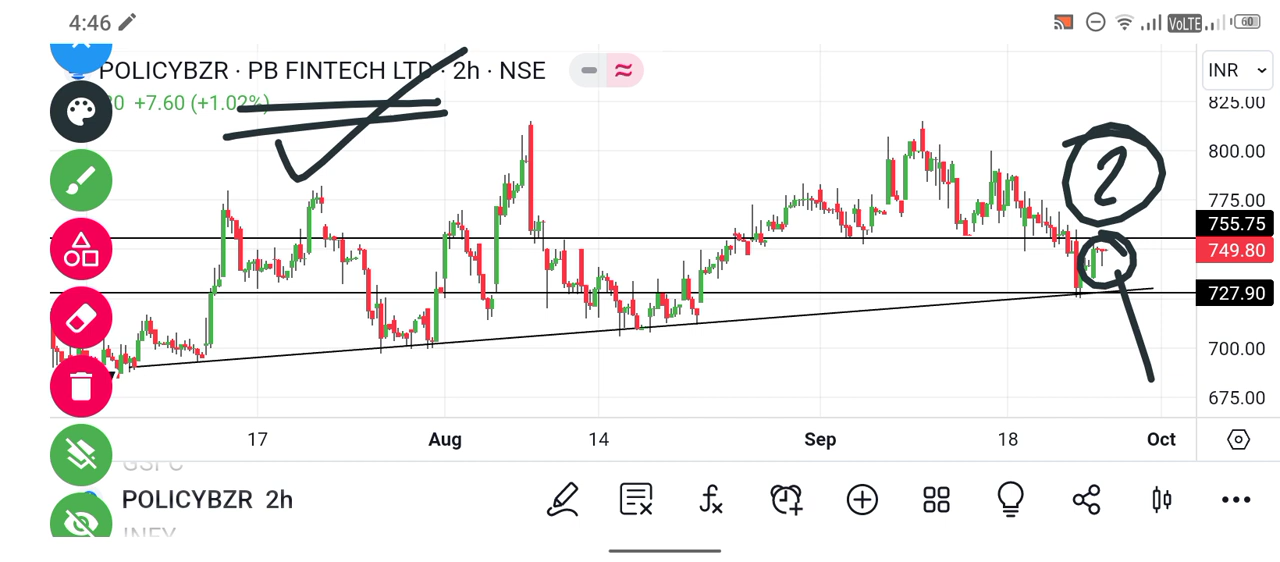 4:46
VoLTE
60
POLICYBZR · PB FINTECH LTD · 2h · NSE
INR
+7.60 (+1.02%)
825.00
800.00
2
775.00
755.75
749.80
727.90
700.00
675.00
17 Aug 14 Sep 18 Oct
POLICYBZR 2h